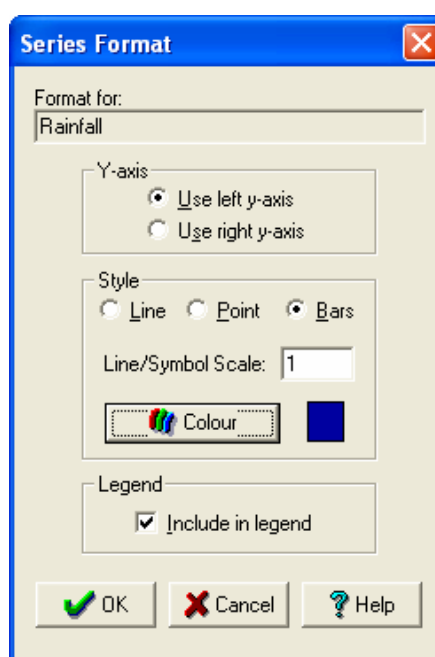 Series Format
Format for:
Rainfall
Y-axis
Use left y-axis
Use right y-axis
Style
Line Point Bars
Line/Symbol Scale: 1
Colour
Legend
Include in legend
OK Cancel Help